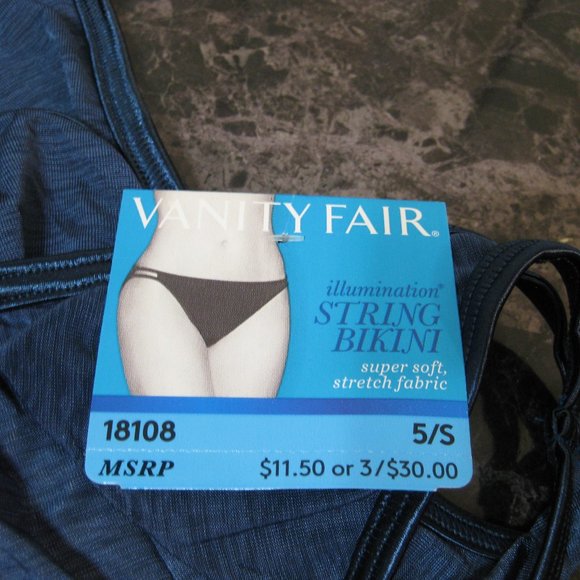 VANITY FAIR®
illumination®
STRING
BIKINI
super soft,
stretch fabric
18108 5/S
MSRP $11.50 or 3/$30.00